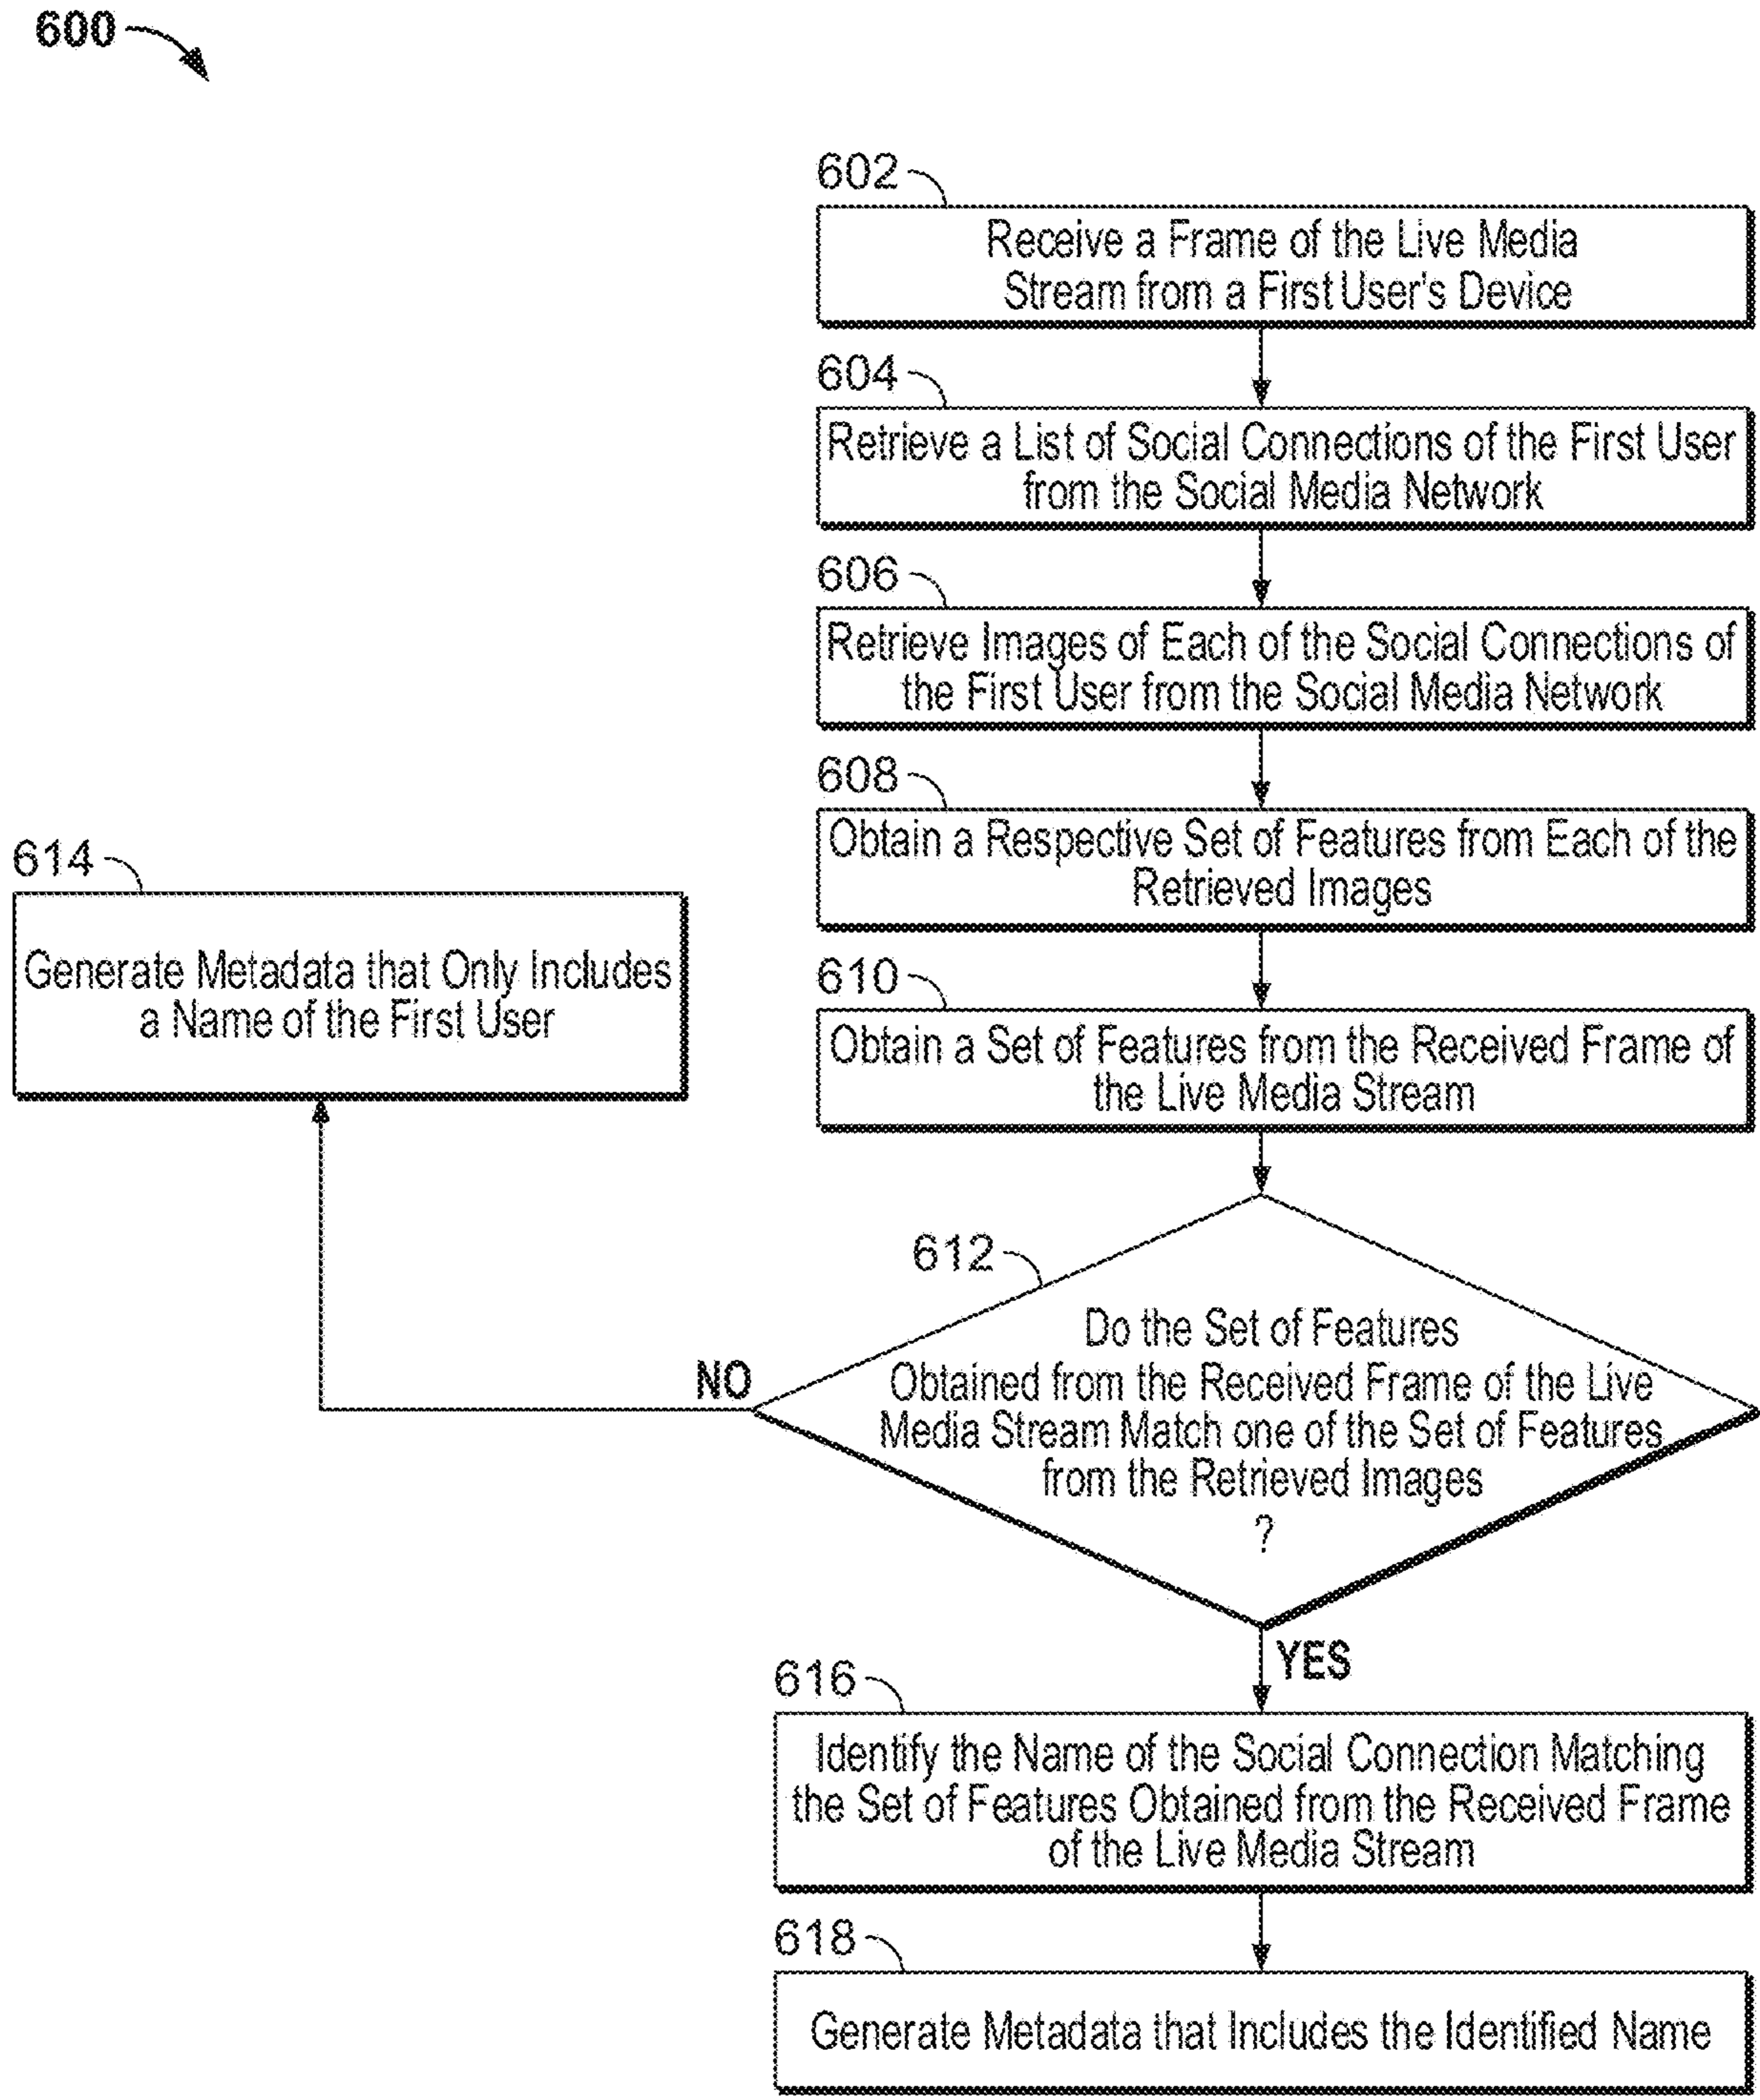 600
602
Receive a Frame of the Live Media
Stream from a First User's Device
604
Retrieve a List of Social Connections of the First User
from the Social Media Network
606
Retrieve Images of Each of the Social Connections of
the First User from the Social Media Network
608
Obtain a Respective Set of Features from Each of the
Retrieved Images
614
Generate Metadata that Only Includes
a Name of the First User
610
Obtain a Set of Features from the Received Frame of
the Live Media Stream
612
Do the Set of Features
Obtained from the Received Frame of the Live
Media Stream Match one of the Set of Features
from the Retrieved Images
?
NO
YES
616
Identify the Name of the Social Connection Matching
the Set of Features Obtained from the Received Frame
of the Live Media Stream
618
Generate Metadata that Includes the Identified Name